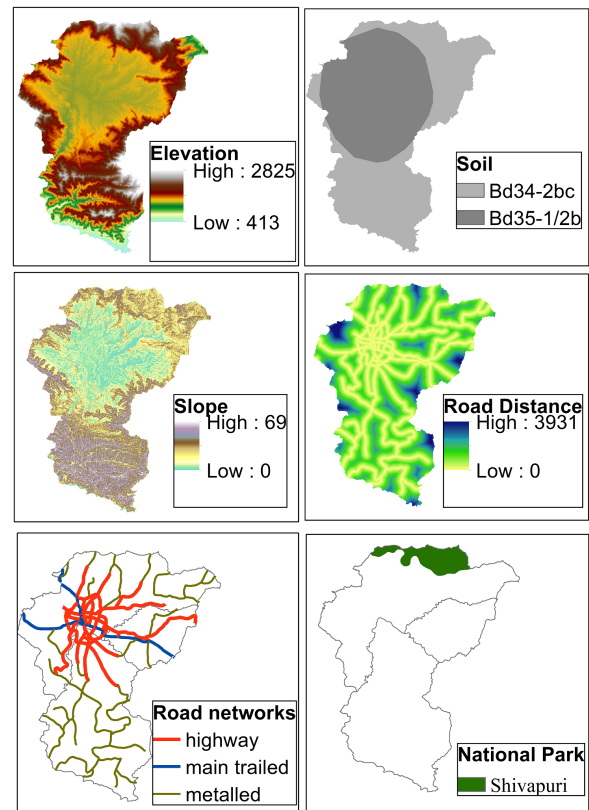 Elevation
High : 2825
Low : 413
Soil
Bd34-2bc
Bd35-1/2b
Slope
High : 69
Low : 0
Road Distance
High : 3931
Low : 0
Road networks
highway
main trailed
metalled
National Park
Shivapuri